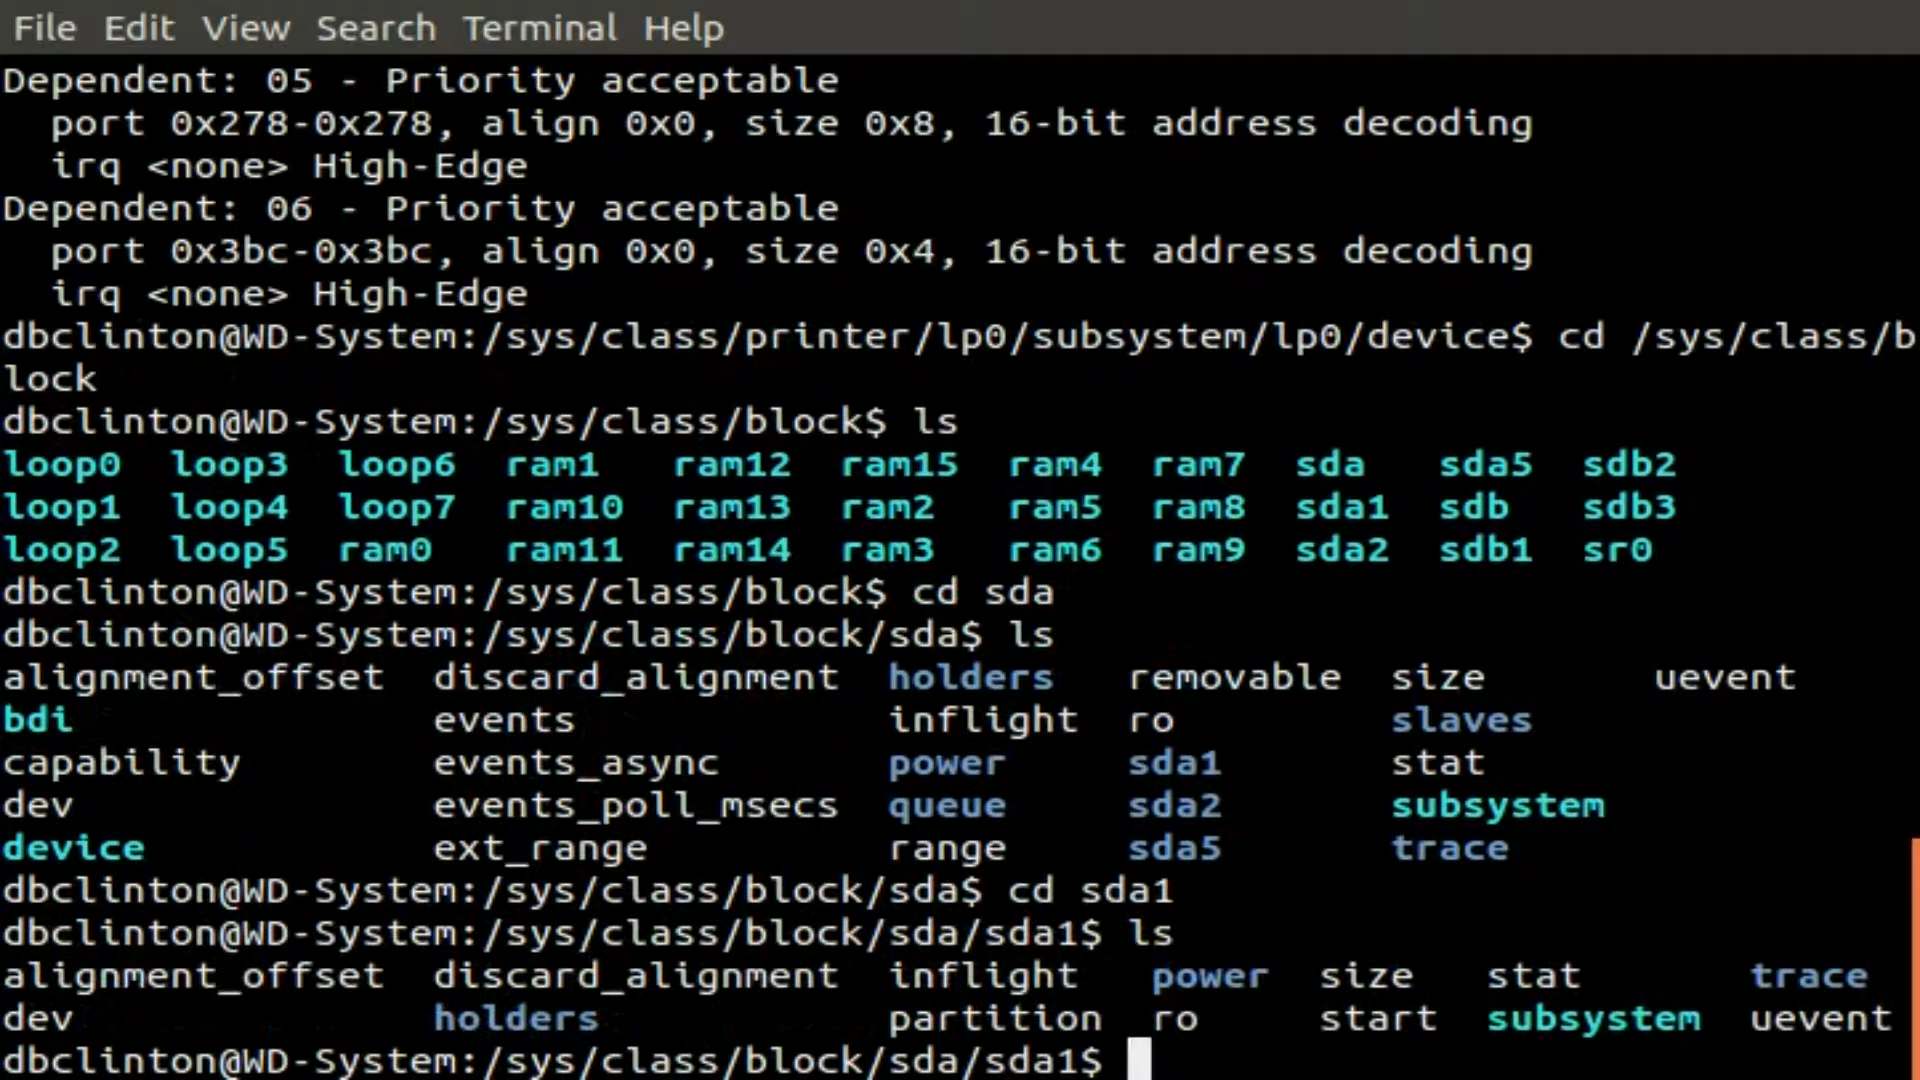 File Edit View Search Terminal Help
Dependent: 05 - Priority acceptable
port 0x278-0x278, align 0x0, size 0x8, 16-bit address decoding
irq <none> High-Edge
Dependent: 06 - Priority acceptable
port 0x3bc-0x3bc, align 0x0, size 0x4, 16-bit address decoding
irq <none> High-Edge
dbclinton@WD-System:/sys/class/printer/lp0/subsystem/lp0/device$ cd /sys/class/b
lock
dbclinton@WD-System:/sys/class/block$ ls
loop0 loop3 loop6 ram1 ram12 ram15 ram4 ram7 sda sda5 sdb2
loop1 loop4 loop7 ram10 ram13 ram2 ram5 ram8 sda1 sdb sdb3
loop2 loop5 ram0 ram11 ram14 ram3 ram6 ram9 sda2 sdb1 sr0
dbclinton@WD-System:/sys/class/block$ cd sda
dbclinton@WD-System:/sys/class/block/sda$ ls
alignment_offset discard_alignment holders removable size uevent
bdi events inflight ro slaves
capability events_async power sda1 stat
dev events_poll_msecs queue sda2 subsystem
device ext_range range sda5 trace
dbclinton@WD-System:/sys/class/block/sda$ cd sda1
dbclinton@WD-System:/sys/class/block/sda/sda1$ ls
alignment_offset discard_alignment inflight power size stat trace
dev holders partition ro start subsystem uevent
dbclinton@WD-System:/sys/class/block/sda/sda1$